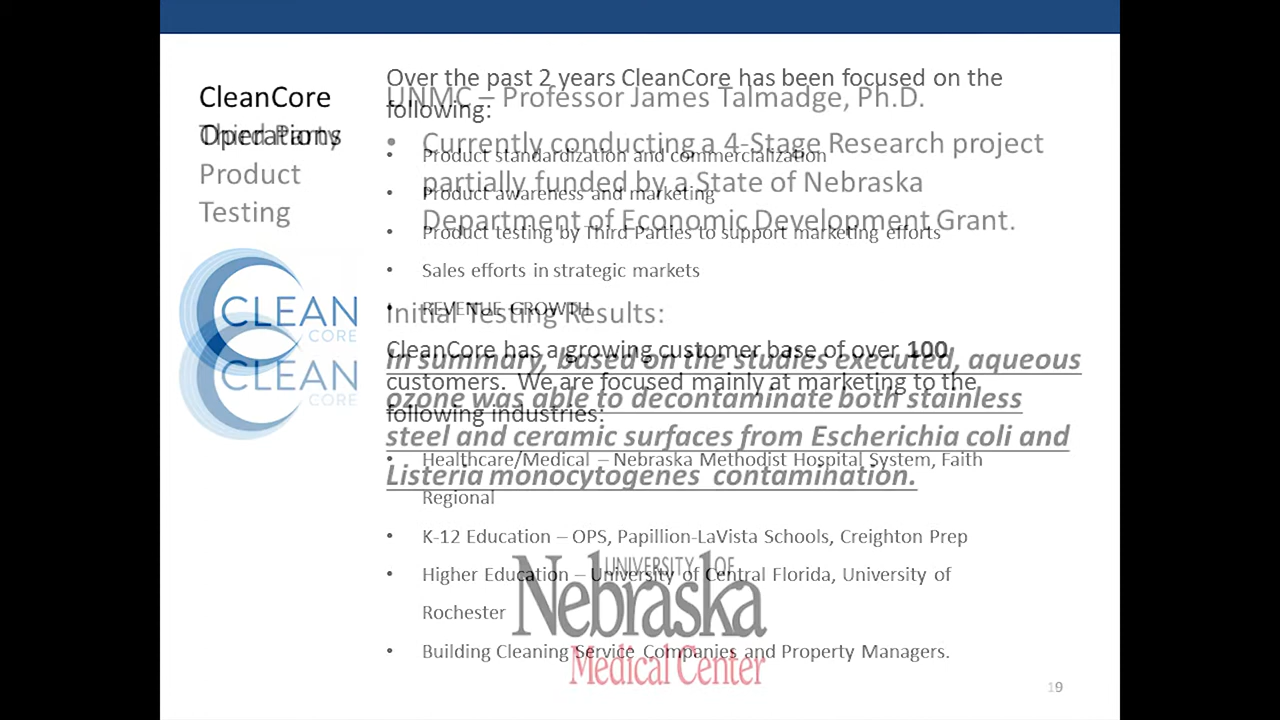 CleanCore
Operations
Over the past 2 years CleanCore has been focused on the
following:
• Product standardization and commercialization
• Product awareness and marketing
• Product testing by Third Parties to support marketing efforts
• Sales efforts in strategic markets
• REVENUE GROWTH
CleanCore has a growing customer base of over 100
customers. We are focused mainly at marketing to the
following industries:
• Healthcare/Medical – Nebraska Methodist Hospital System, Faith
Regional
• K-12 Education – OPS, Papillion-LaVista Schools, Creighton Prep
• Higher Education – University of Central Florida, University of
Rochester
• Building Cleaning Service Companies and Property Managers.
Third Party
Product
Testing
UNMC – Professor James Talmadge, Ph.D.
• Currently conducting a 4-Stage Research project
partially funded by a State of Nebraska
Department of Economic Development Grant.
Initial Testing Results:
In summary, based on the studies executed, aqueous
ozone was able to decontaminate both stainless
steel and ceramic surfaces from Escherichia coli and
Listeria monocytogenes contamination.
CLEAN
CORE
CLEAN
CORE
UNIVERSITY OF
Nebraska
Medical Center
19